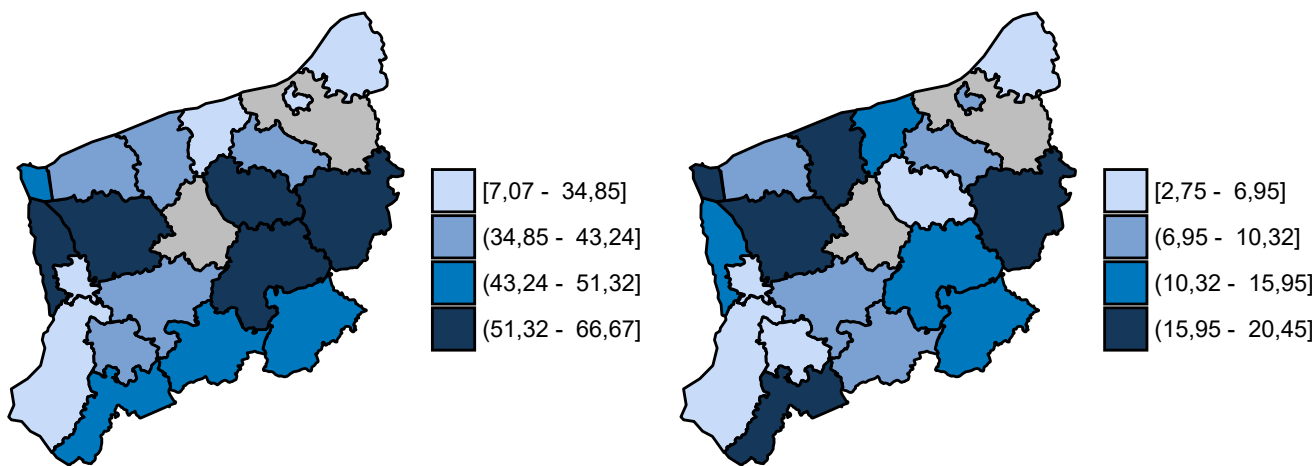 [7,07 - 34,85]
(34,85 - 43,24]
(43,24 - 51,32]
(51,32 - 66,67]
[2,75 - 6,95]
(6,95 - 10,32]
(10,32 - 15,95]
(15,95 - 20,45]